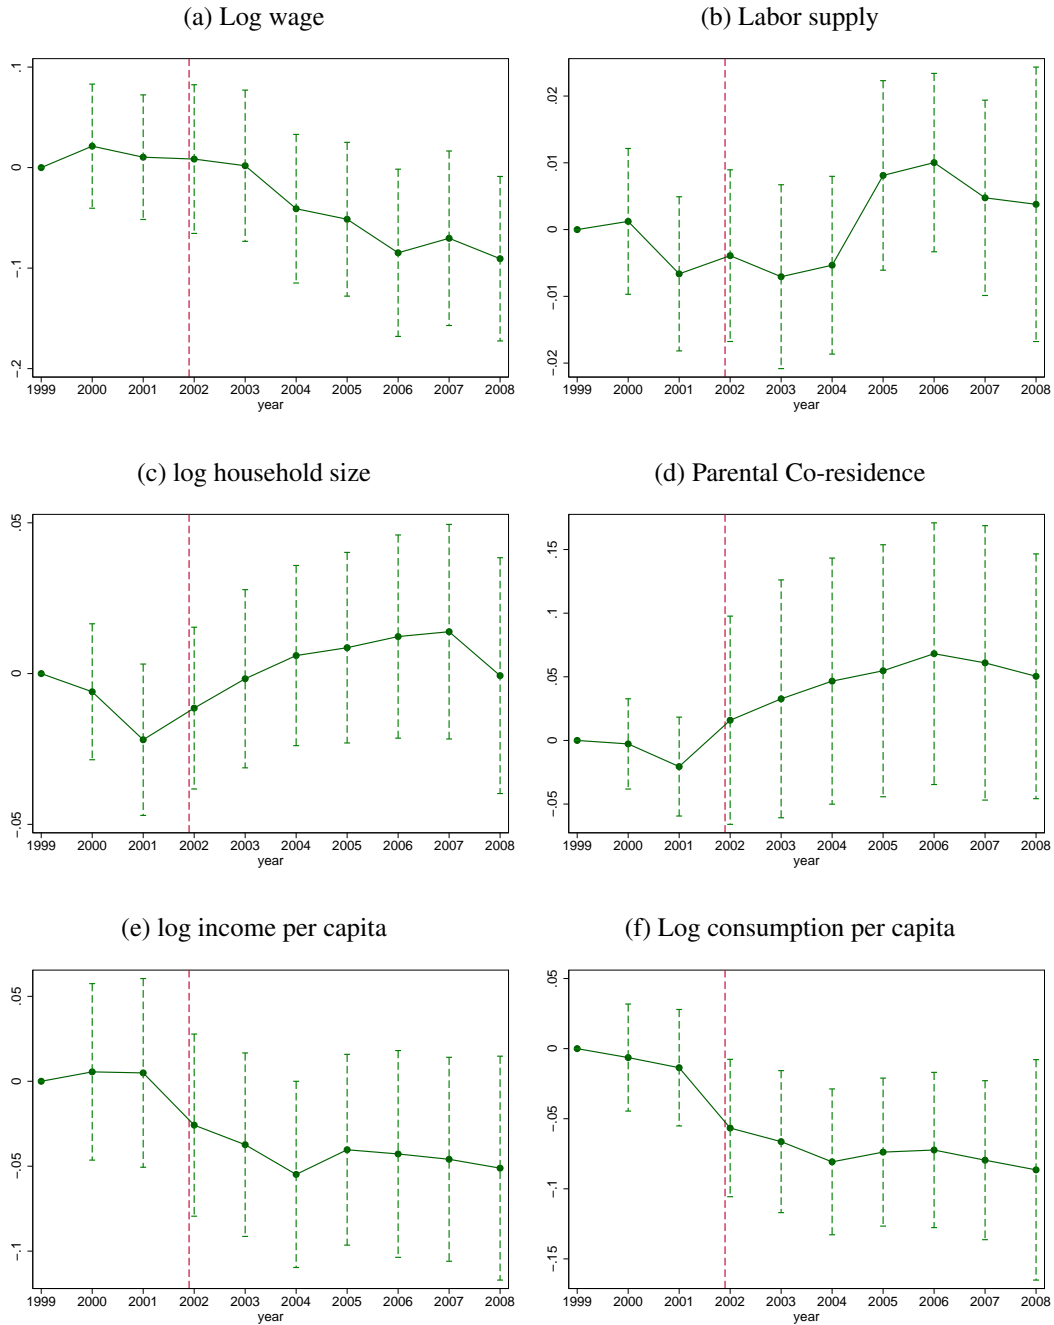 (a) Log wage
.1
0
-.1
-.2
1999 2000 2001 2002 2003 2004 2005 2006 2007 2008
year
(b) Labor supply
.02
.01
0
-.01
-.02
1999 2000 2001 2002 2003 2004 2005 2006 2007 2008
year
(c) log household size
.05
0
-.05
1999 2000 2001 2002 2003 2004 2005 2006 2007 2008
year
(d) Parental Co-residence
.15
.1
.05
0
-.05
1999 2000 2001 2002 2003 2004 2005 2006 2007 2008
year
(e) log income per capita
.05
0
-.05
-.1
1999 2000 2001 2002 2003 2004 2005 2006 2007 2008
year
(f) Log consumption per capita
.05
0
-.05
-.1
-.15
1999 2000 2001 2002 2003 2004 2005 2006 2007 2008
year